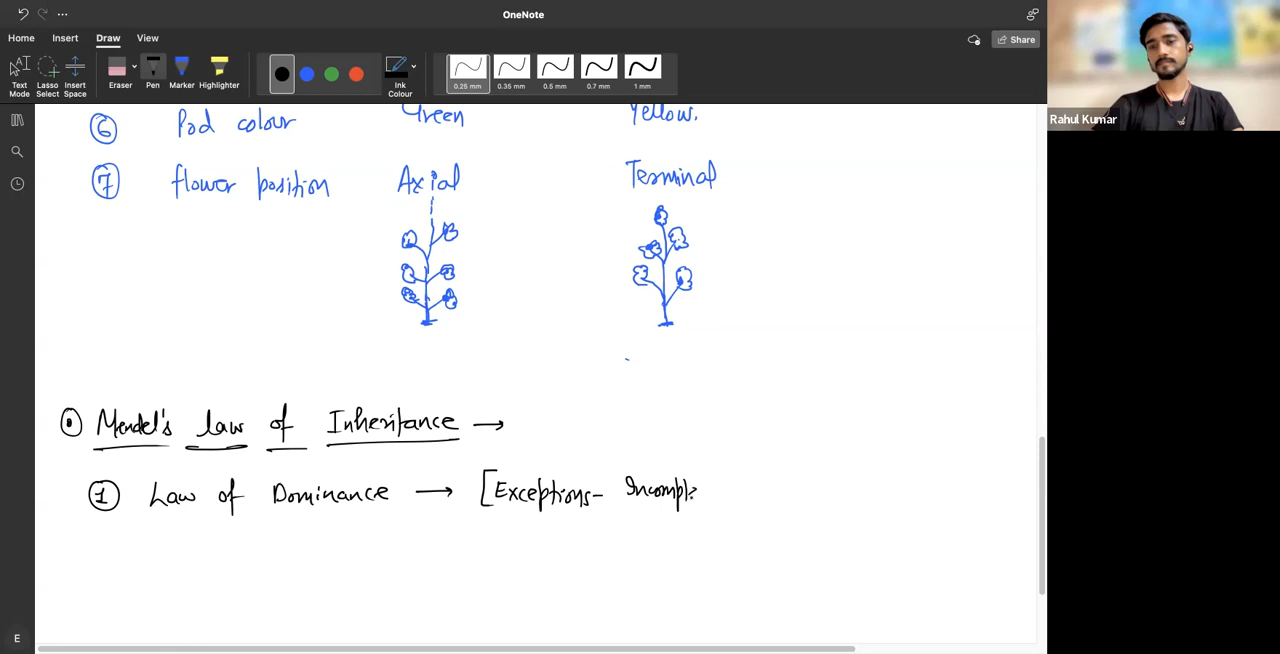 OneNote
Home Insert Draw View
Share
Text Mode Lasso Select Insert Space Eraser Pen Marker Highlighter Ink Colour 0.25 mm 0.35 mm 0.5 mm 0.7 mm 1 mm
Rahul Kumar
6 Pod colour Green Yellow.
7 flower position Axial Terminal
Mendel's law of Inheritance →
1 Law of Dominance → [Exceptions- Incomple
E